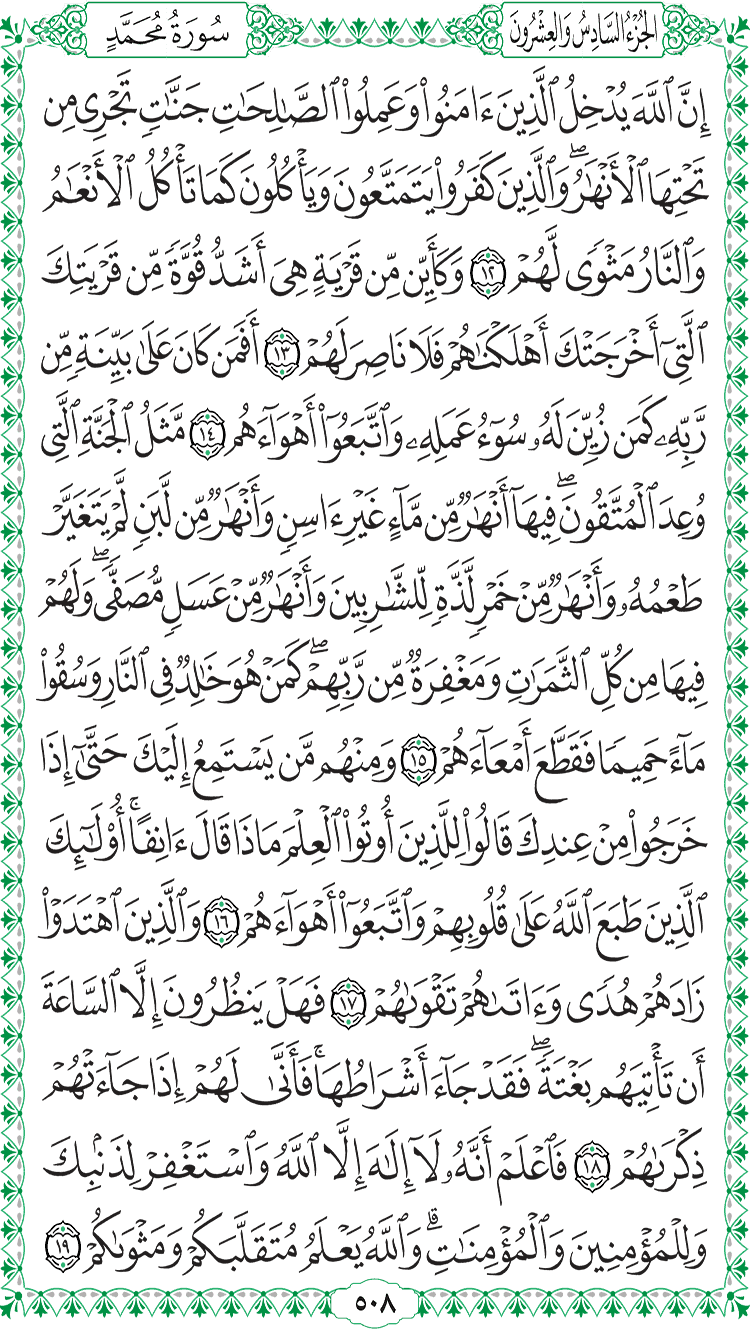 الجُزْءُ السَّادِسُ وَالعِشْرُونَ
سُورَةُ مُحَمَّدٍ
إِنَّ ٱللَّهَ يُدْخِلُ ٱلَّذِينَ ءَامَنُوا۟ وَعَمِلُوا۟ ٱلصَّـٰلِحَـٰتِ جَنَّـٰتٍ تَجْرِى مِن
تَحْتِهَا ٱلْأَنْهَـٰرُ ۖ وَٱلَّذِينَ كَفَرُوا۟ يَتَمَتَّعُونَ وَيَأْكُلُونَ كَمَا تَأْكُلُ ٱلْأَنْعَـٰمُ
وَٱلنَّارُ مَثْوًى لَّهُمْ ١٢ وَكَأَيِّن مِّن قَرْيَةٍ هِىَ أَشَدُّ قُوَّةً مِّن قَرْيَتِكَ
ٱلَّتِىٓ أَخْرَجَتْكَ أَهْلَكْنَـٰهُمْ فَلَا نَاصِرَ لَهُمْ ١٣ أَفَمَن كَانَ عَلَىٰ بَيِّنَةٍ مِّن
رَّبِّهِۦ كَمَن زُيِّنَ لَهُۥ سُوٓءُ عَمَلِهِۦ وَٱتَّبَعُوٓا۟ أَهْوَآءَهُم ١٤ مَّثَلُ ٱلْجَنَّةِ ٱلَّتِى
وُعِدَ ٱلْمُتَّقُونَ ۖ فِيهَآ أَنْهَـٰرٌ مِّن مَّآءٍ غَيْرِ ءَاسِنٍ وَأَنْهَـٰرٌ مِّن لَّبَنٍ لَّمْ يَتَغَيَّرْ
طَعْمُهُۥ وَأَنْهَـٰرٌ مِّنْ خَمْرٍ لَّذَّةٍ لِّلشَّـٰرِبِينَ وَأَنْهَـٰرٌ مِّنْ عَسَلٍ مُّصَفًّى ۖ وَلَهُمْ
فِيهَا مِن كُلِّ ٱلثَّمَرَٰتِ وَمَغْفِرَةٌ مِّن رَّبِّهِمْ ۖ كَمَنْ هُوَ خَـٰلِدٌ فِى ٱلنَّارِ وَسُقُوا۟
مَآءً حَمِيمًا فَقَطَّعَ أَمْعَآءَهُمْ ١٥ وَمِنْهُم مَّن يَسْتَمِعُ إِلَيْكَ حَتَّىٰٓ إِذَا
خَرَجُوا۟ مِنْ عِندِكَ قَالُوا۟ لِلَّذِينَ أُوتُوا۟ ٱلْعِلْمَ مَاذَا قَالَ ءَانِفًا ۚ أُو۟لَـٰٓئِكَ
ٱلَّذِينَ طَبَعَ ٱللَّهُ عَلَىٰ قُلُوبِهِمْ وَٱتَّبَعُوٓا۟ أَهْوَآءَهُمْ ١٦ وَٱلَّذِينَ ٱهْتَدَوْا۟
زَادَهُمْ هُدًى وَءَاتَىٰهُمْ تَقْوَىٰهُمْ ١٧ فَهَلْ يَنظُرُونَ إِلَّا ٱلسَّاعَةَ
أَن تَأْتِيَهُم بَغْتَةً ۖ فَقَدْ جَآءَ أَشْرَاطُهَا ۚ فَأَنَّىٰ لَهُمْ إِذَا جَآءَتْهُمْ
ذِكْرَىٰهُمْ ١٨ فَٱعْلَمْ أَنَّهُۥ لَآ إِلَـٰهَ إِلَّا ٱللَّهُ وَٱسْتَغْفِرْ لِذَنۢبِكَ
وَلِلْمُؤْمِنِينَ وَٱلْمُؤْمِنَـٰتِ ۗ وَٱللَّهُ يَعْلَمُ مُتَقَلَّبَكُمْ وَمَثْوَىٰكُمْ ١٩
٥٠٨